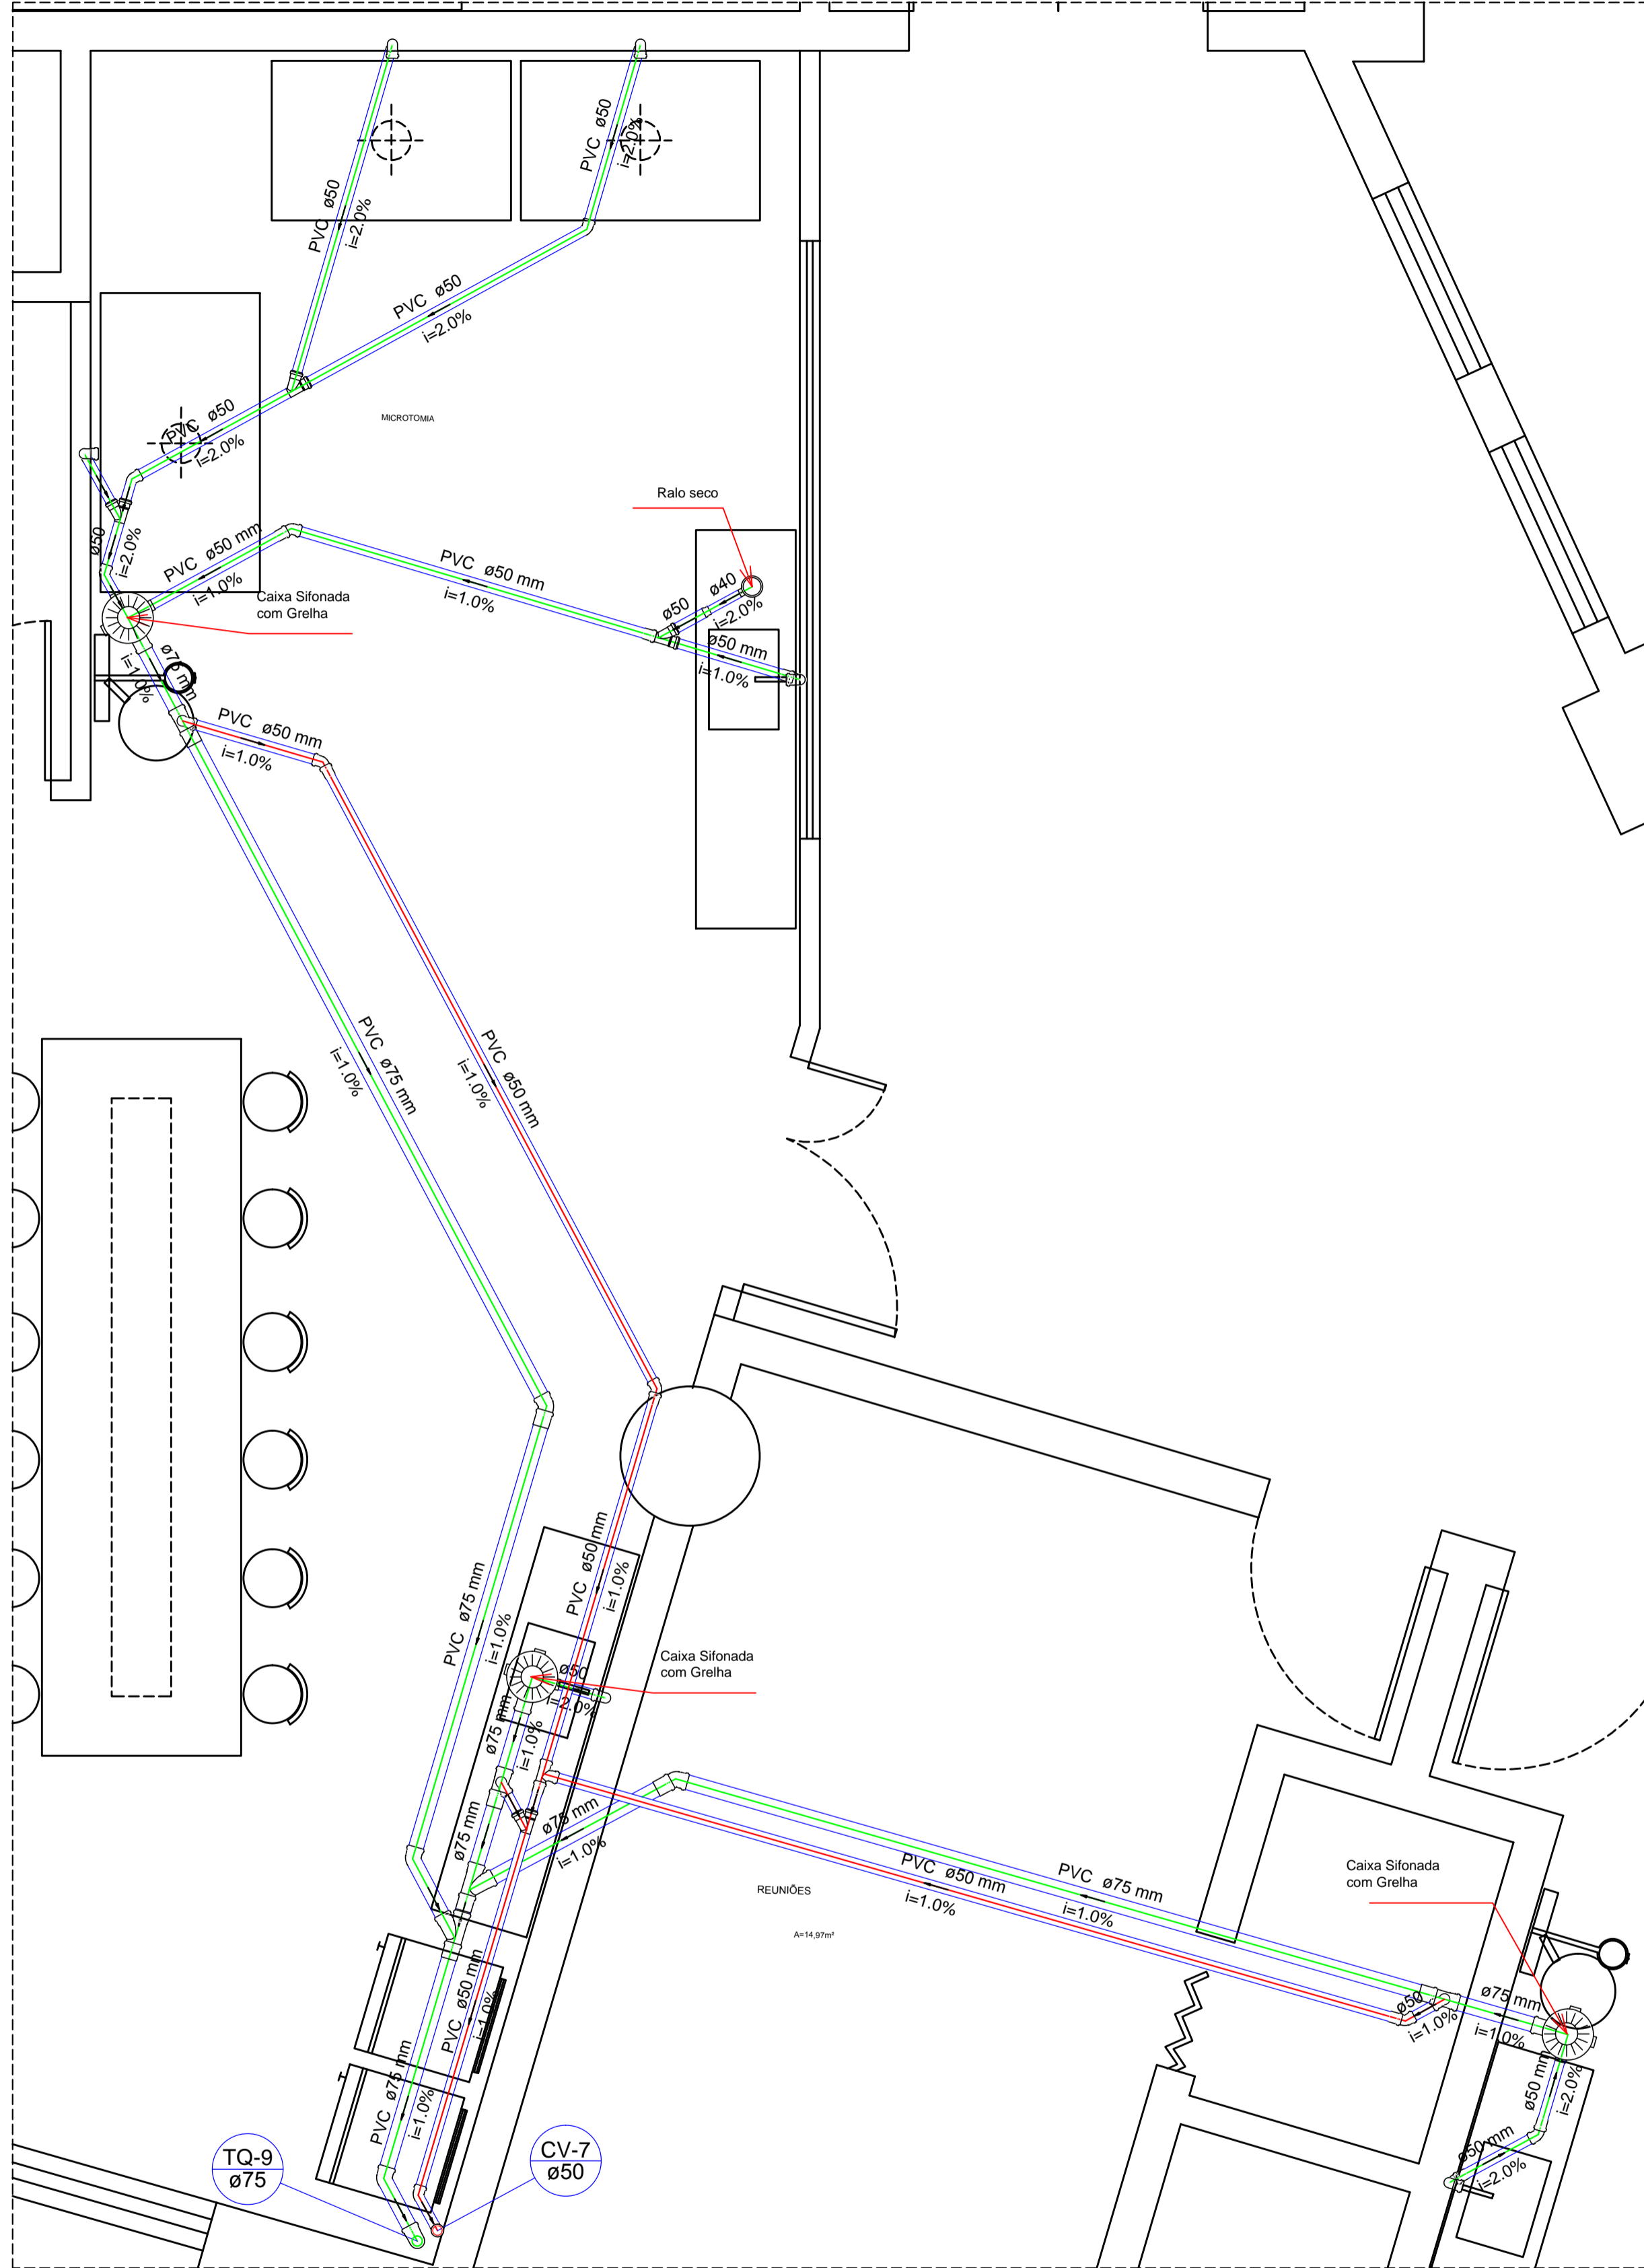 PVC ø50
i=2.0%
PVC ø50
i=2.0%
PVC ø50
i=2.0%
PVC ø50
i=2.0%
MICROTOMIA
ø50
i=2.0%
PVC ø50 mm
i=1.0%
Caixa Sifonada
com Grelha
PVC ø50 mm
i=1.0%
Ralo seco
ø50
ø40
i=2.0%
ø50 mm
i=1.0%
ø75 mm
i=1.0%
PVC ø50 mm
i=1.0%
PVC ø75 mm
i=1.0%
PVC ø50 mm
i=1.0%
PVC ø75 mm
i=1.0%
PVC ø50 mm
i=1.0%
Caixa Sifonada
com Grelha
ø50
i=2.0%
ø75 mm
i=1.0%
ø75 mm
ø75 mm
i=1.0%
PVC ø50 mm
i=1.0%
PVC ø75 mm
i=1.0%
REUNIÕES
A=14,97m²
Caixa Sifonada
com Grelha
ø75 mm
i=1.0%
ø50
i=1.0%
ø50 mm
i=2.0%
ø50 mm
i=2.0%
PVC ø50 mm
i=1.0%
PVC ø75 mm
i=1.0%
TQ-9
ø75
CV-7
ø50